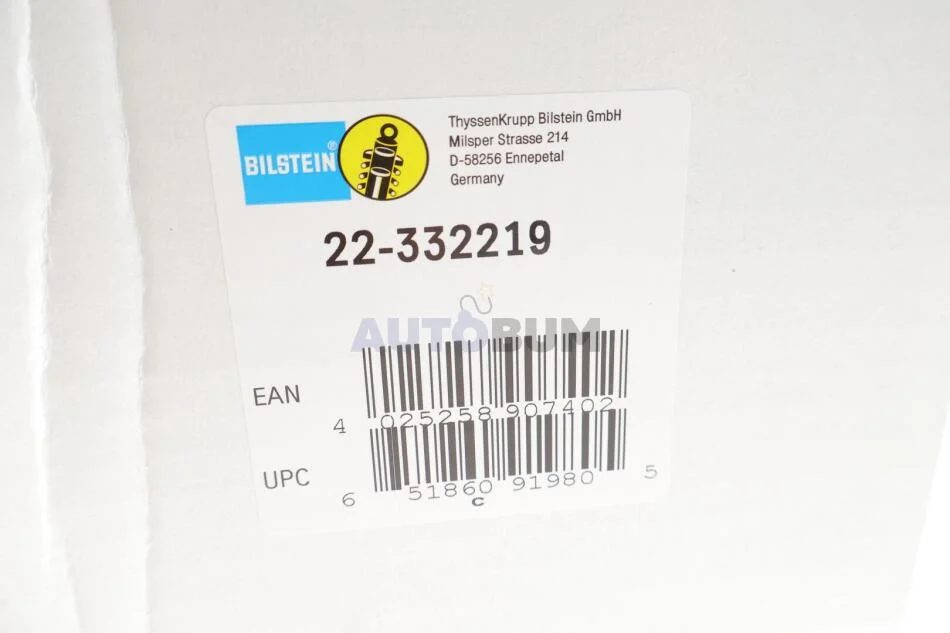 BILSTEIN®
ThyssenKrupp Bilstein GmbH
Milsper Strasse 214
D-58256 Ennepetal
Germany
22-332219
AUTOBUM
EAN
4 025258 907402
UPC
6 51860 91980 5
C